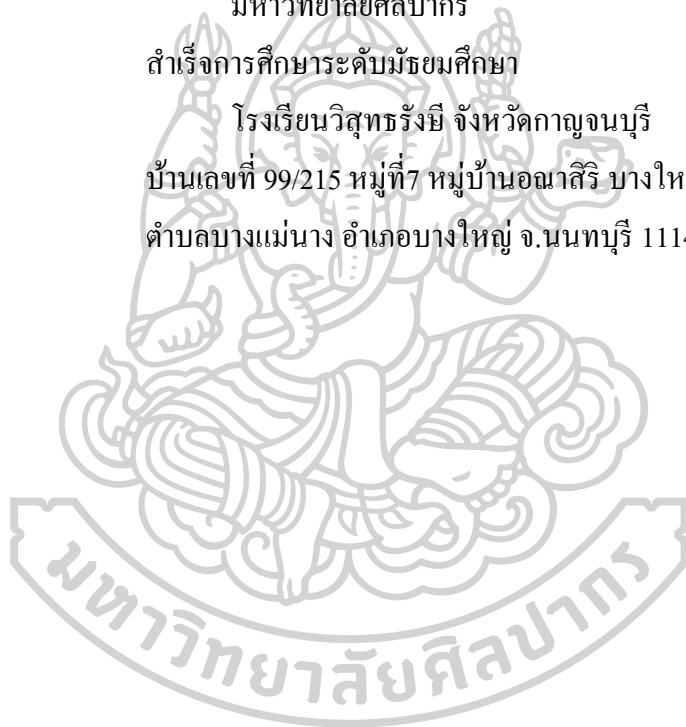 มหาวิทยาลัยศิลปากร
สำเร็จการศึกษาระดับมัธยมศึกษา
โรงเรียนวิสุทธรังษี จังหวัดกาญจนบุรี
บ้านเลขที่ 99/215 หมู่ที่7 หมู่บ้านอณาสิริ บางให
ตำบลบางแม่นาง อำเภอบางใหญ่ จ.นนทบุรี 1114
มหาวิทยาลัยศิลปากร